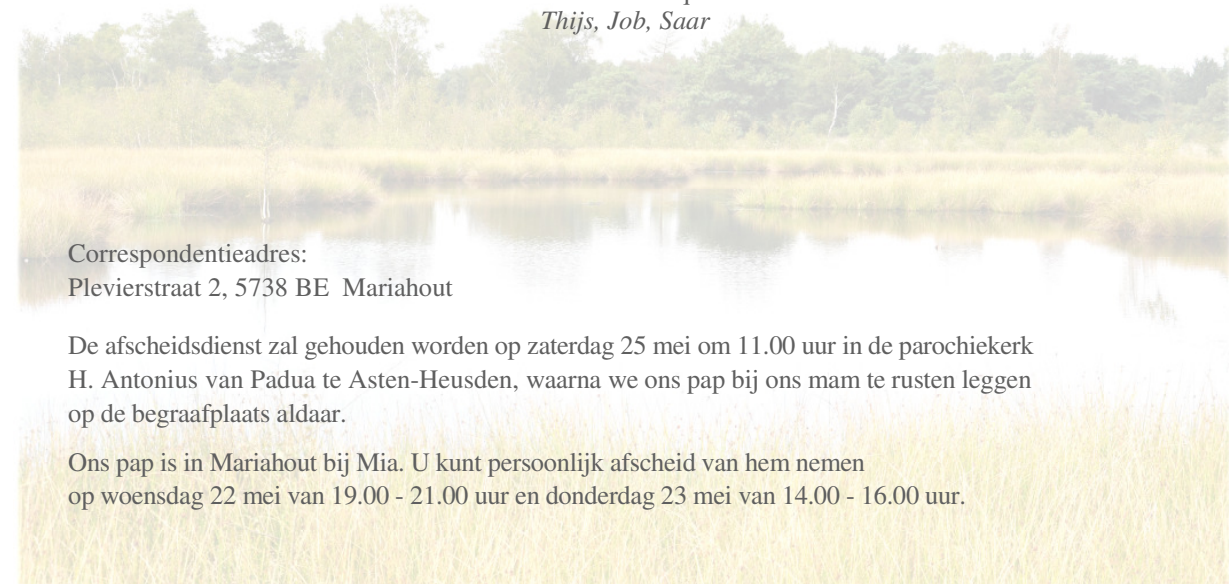 Thijs, Job, Saar
Correspondentieadres:
Plevierstraat 2, 5738 BE Mariahout
De afscheidsdienst zal gehouden worden op zaterdag 25 mei om 11.00 uur in de parochiekerk
H. Antonius van Padua te Asten-Heusden, waarna we ons pap bij ons mam te rusten leggen
op de begraafplaats aldaar.
Ons pap is in Mariahout bij Mia. U kunt persoonlijk afscheid van hem nemen
op woensdag 22 mei van 19.00 - 21.00 uur en donderdag 23 mei van 14.00 - 16.00 uur.